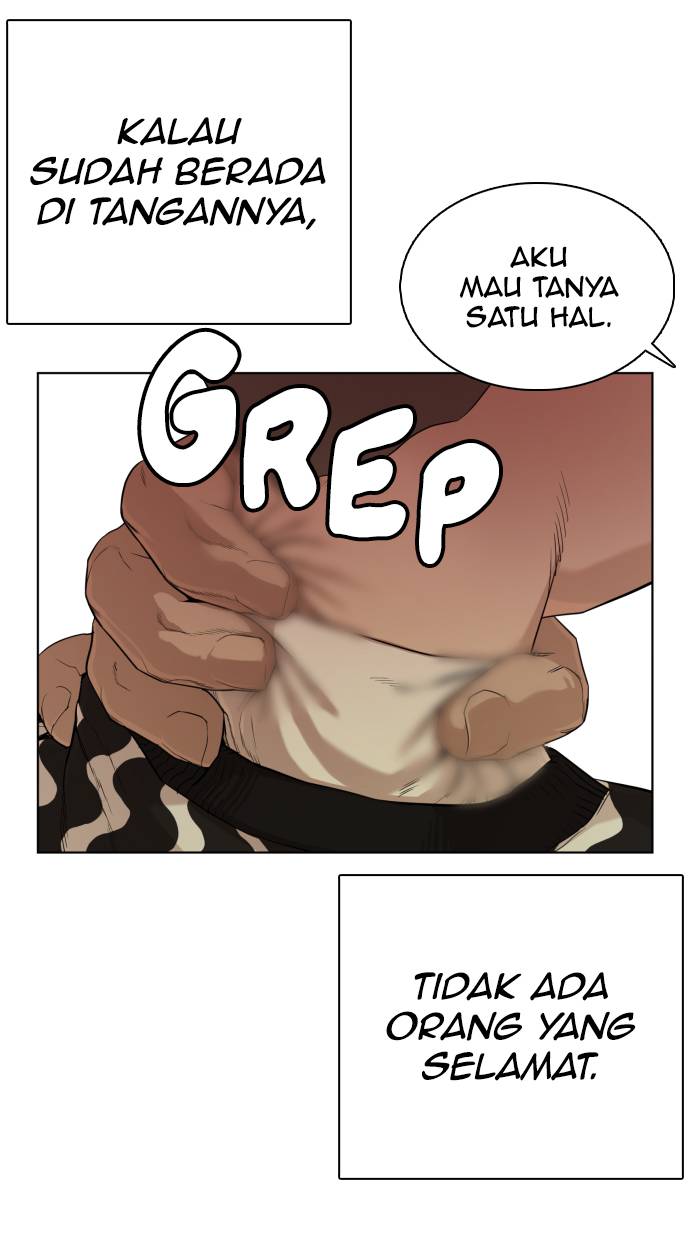 KALAU
SUDAH BERADA
DI TANGANNYA,
AKU
MAU TANYA
SATU HAL.
GREP
TIDAK ADA
ORANG YANG
SELAMAT.